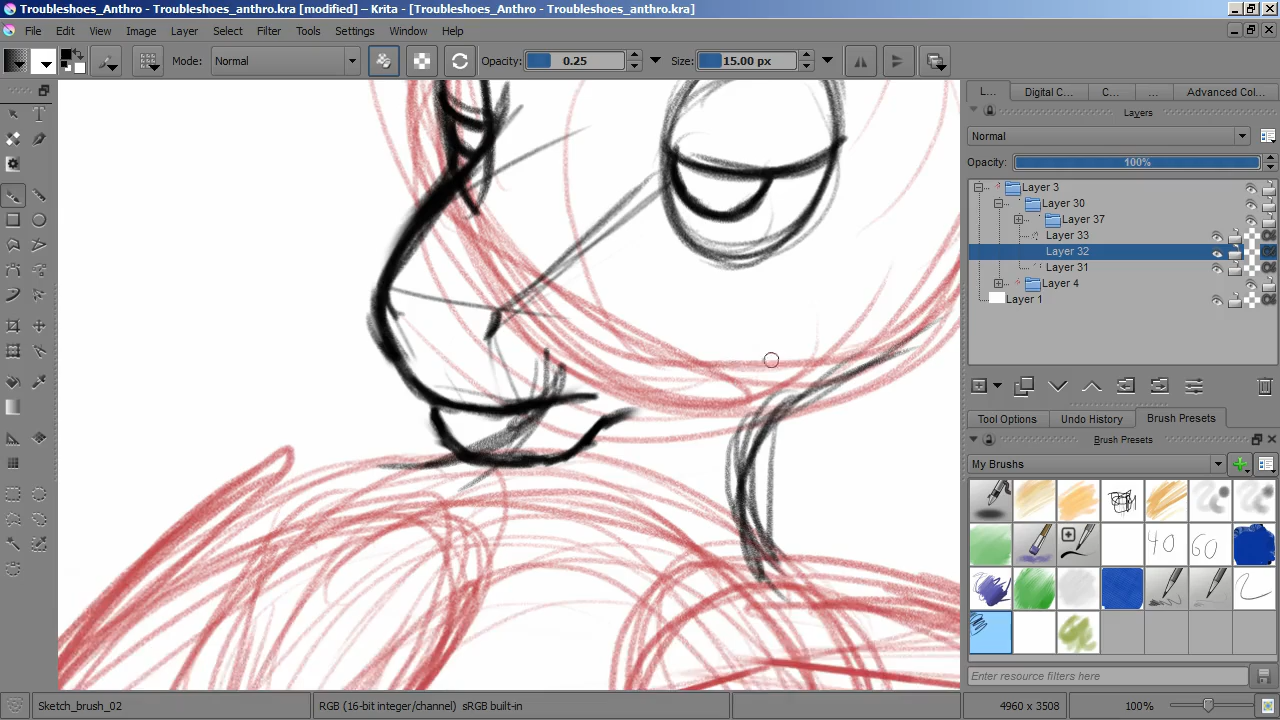 Troubleshoes_Anthro - Troubleshoes_anthro.kra [modified] – Krita - [Troubleshoes_Anthro - Troubleshoes_anthro.kra]
File Edit View Image Layer Select Filter Tools Settings Window Help
Mode: Normal Opacity: 0.25 Size: 15.00 px
L... Digital C... C... ... Advanced Col...
Layers
Normal
Opacity: 100%
Layer 3
Layer 30
Layer 37
Layer 33
Layer 32
Layer 31
Layer 4
Layer 1
Tool Options Undo History Brush Presets
Brush Presets
My Brushs
40 60
Enter resource filters here
Sketch_brush_02 RGB (16-bit integer/channel) sRGB built-in 4960 x 3508 100%